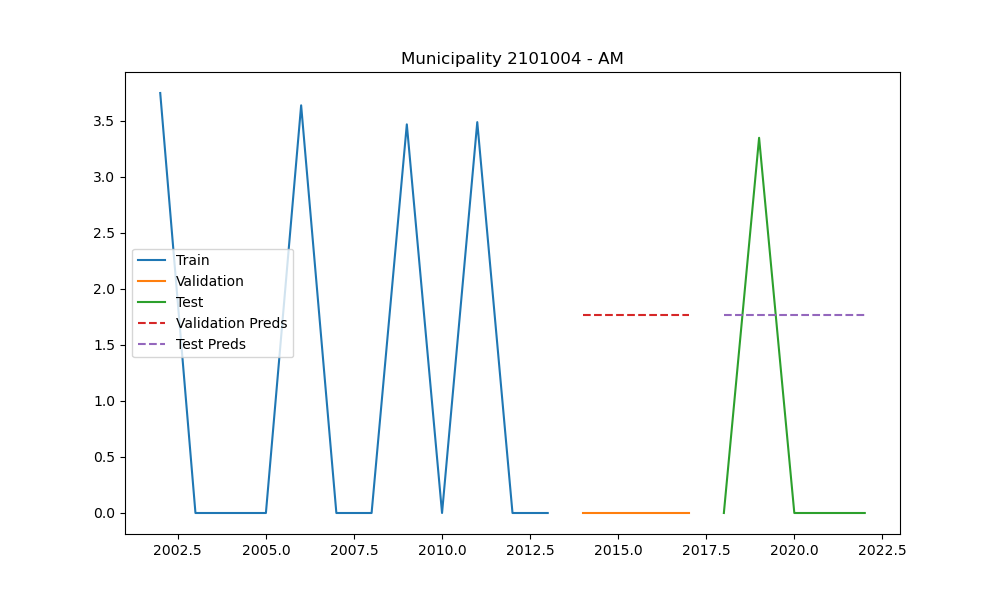 Municipality 2101004 - AM
3.5
3.0
2.5
2.0
1.5
1.0
0.5
0.0
Train
Validation
Test
Validation Preds
Test Preds
2002.5 2005.0 2007.5 2010.0 2012.5 2015.0 2017.5 2020.0 2022.5